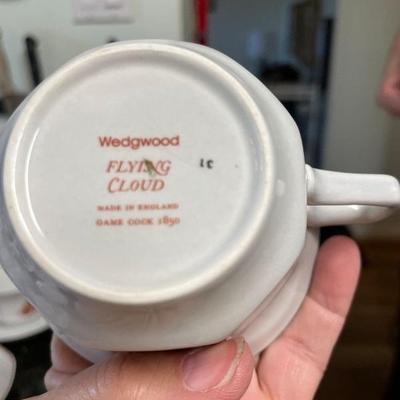 Wedgwood
FLYING
CLOUD
MADE IN ENGLAND
GAME COCK 1850